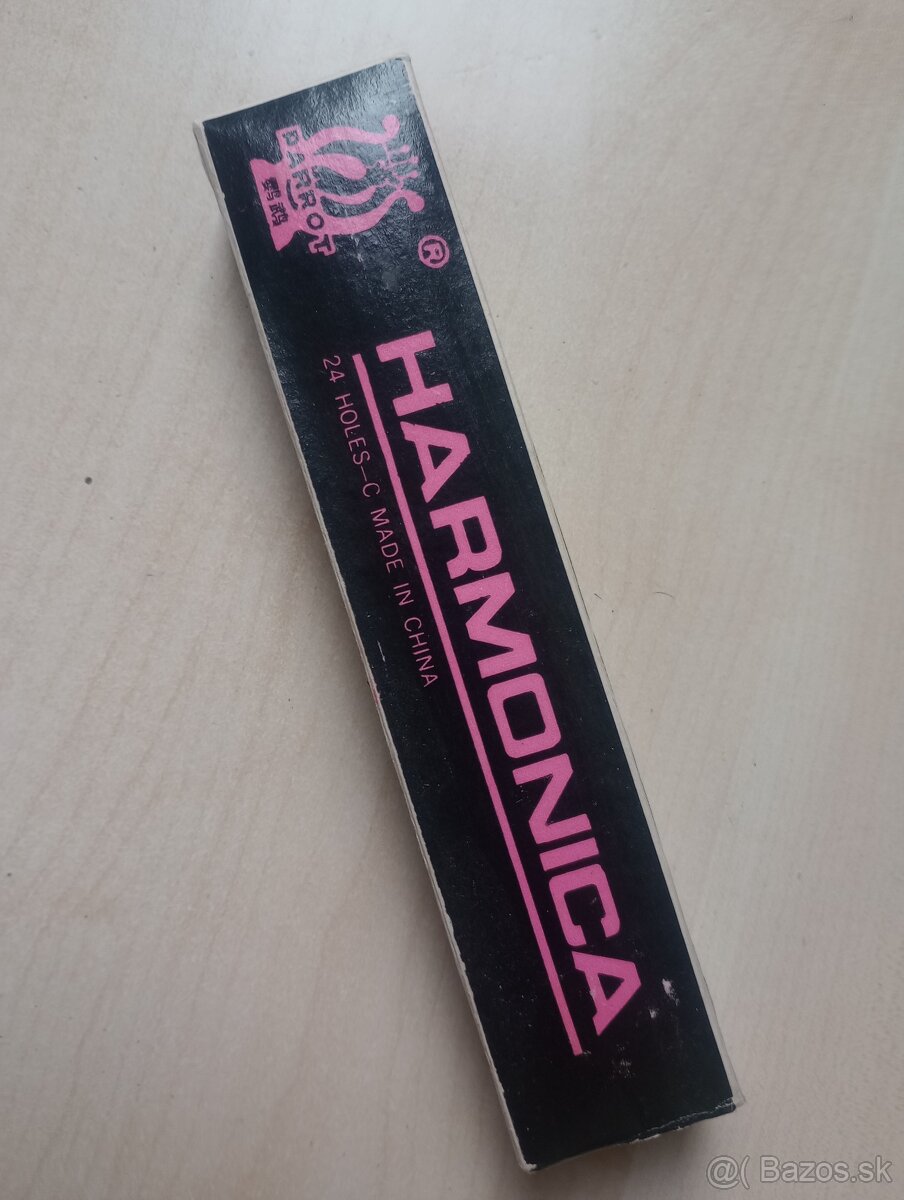 PARROT
鹦鹉
®
HARMONICA
24 HOLES—C MADE IN CHINA
@( Bazos.sk